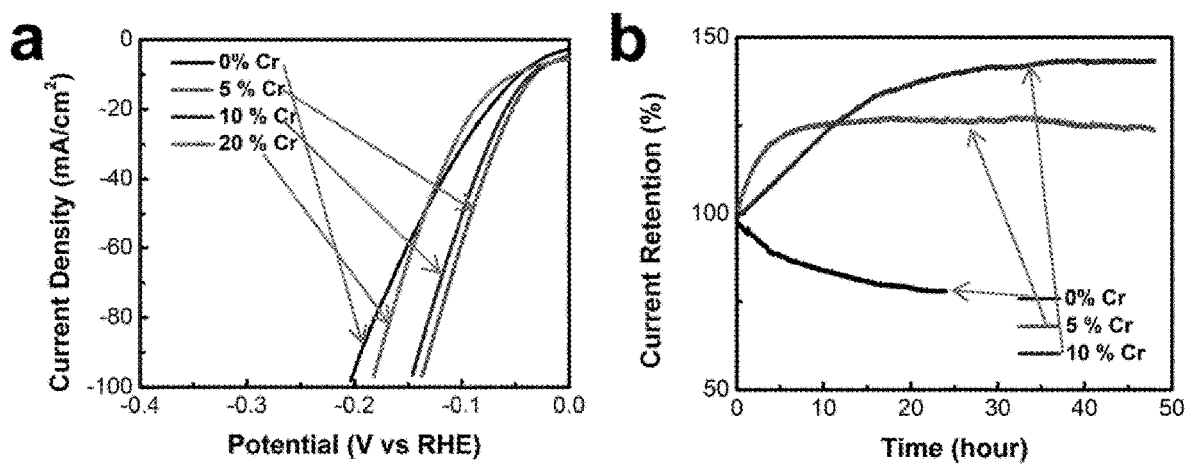 a
Current Density (mA/cm²)
0
-20
-40
-60
-80
-100
0% Cr
5 % Cr
10 % Cr
20 % Cr
-0.4
-0.3
-0.2
-0.1
0.0
Potential (V vs RHE)
b
Current Retention (%)
150
100
50
0% Cr
5 % Cr
10 % Cr
0
10
20
30
40
50
Time (hour)